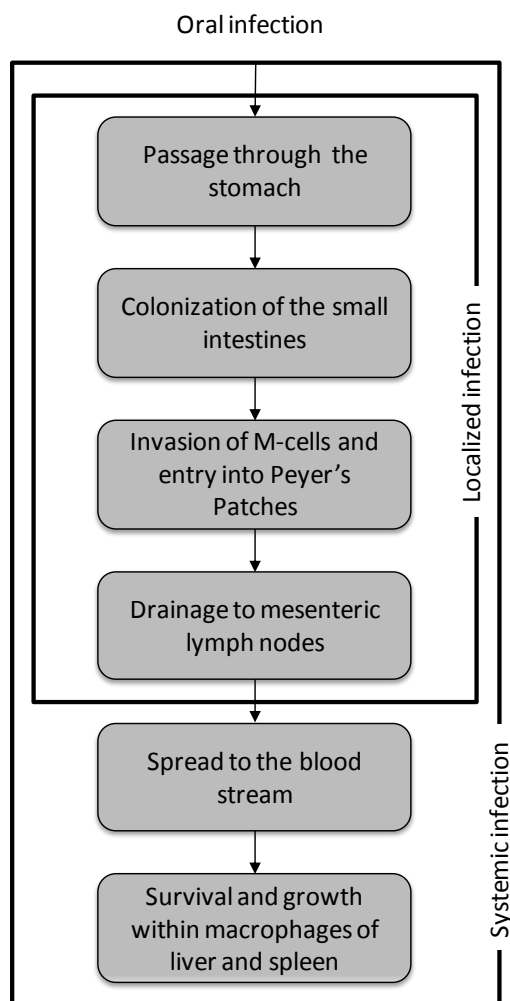 Oral infection
Passage through the
stomach
Colonization of the small
intestines
Invasion of M-cells and
entry into Peyer's
Patches
Drainage to mesenteric
lymph nodes
Localized infection
Spread to the blood
stream
Survival and growth
within macrophages of
liver and spleen
Systemic infection